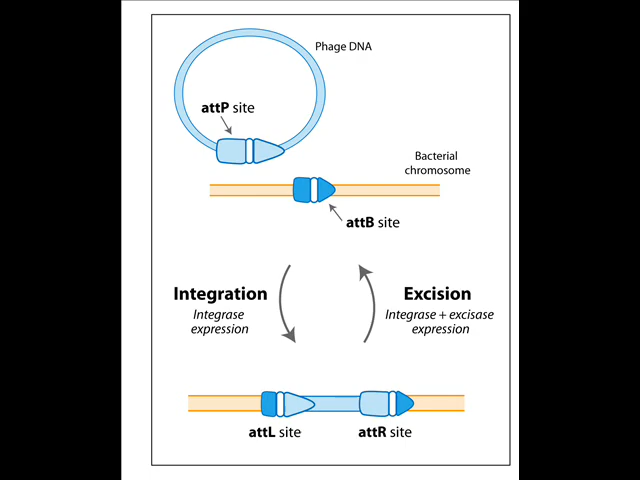 Phage DNA
attP site
Bacterial
chromosome
attB site
Integration
Integrase
expression
Excision
Integrase + excisase
expression
attL site
attR site